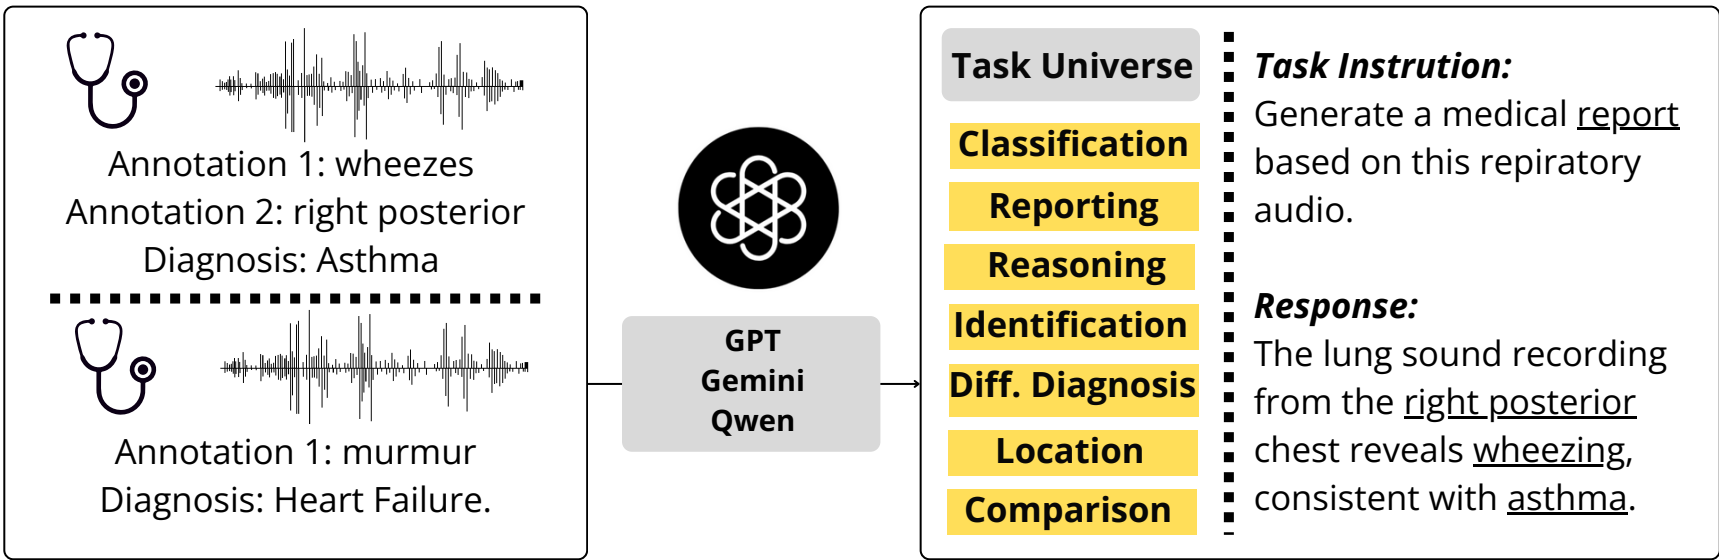 Annotation 1: wheezes
Annotation 2: right posterior
Diagnosis: Asthma
Annotation 1: murmur
Diagnosis: Heart Failure.
GPT
Gemini
Qwen
Task Universe
Classification
Reporting
Reasoning
Identification
Diff. Diagnosis
Location
Comparison
Task Instrution:
Generate a medical report
based on this repiratory
audio.
Response:
The lung sound recording
from the right posterior
chest reveals wheezing,
consistent with asthma.